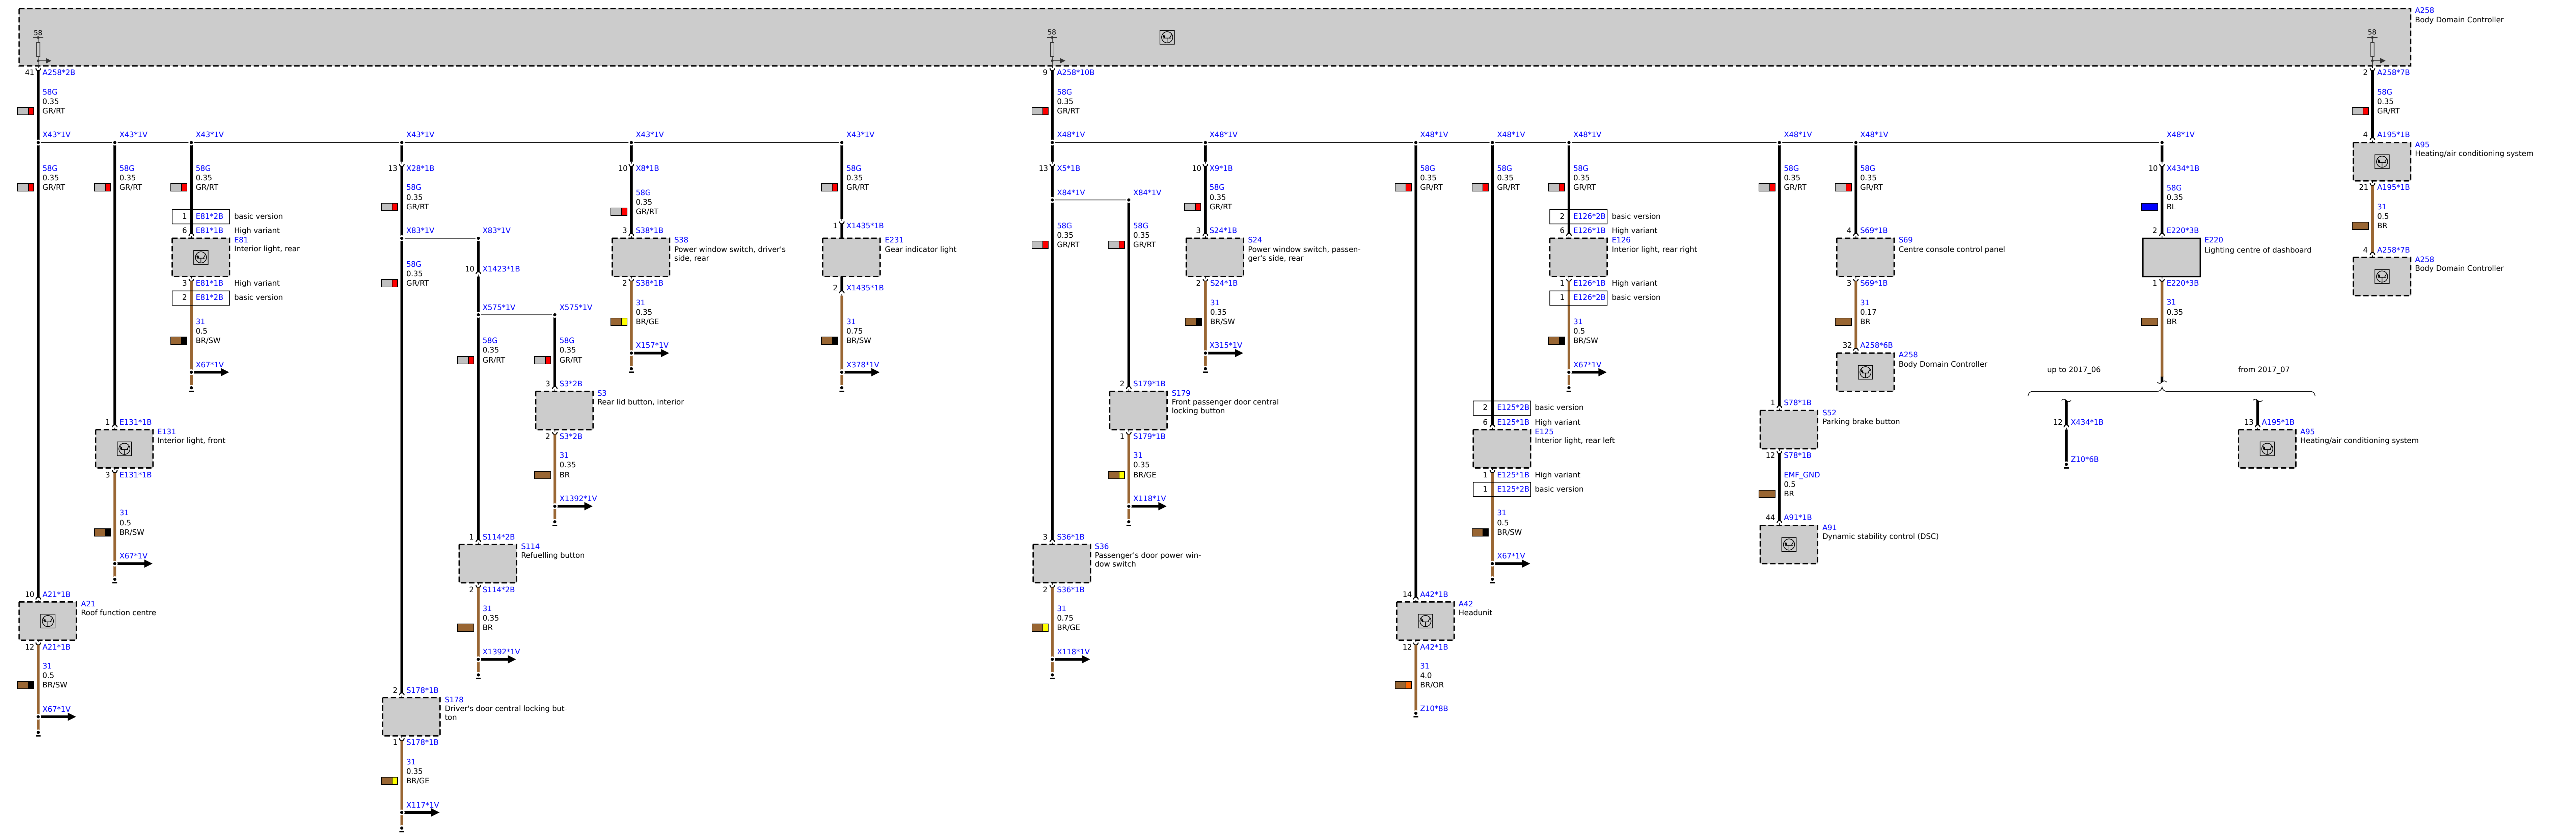 A258
Body Domain Controller
58
58
58
41 A258*2B
9 A258*10B
2 A258*7B
58G
0.35
GR/RT
58G
0.35
GR/RT
58G
0.35
GR/RT
X43*1V
X43*1V
X43*1V
X43*1V
X43*1V
X43*1V
X48*1V
X48*1V
X48*1V
X48*1V
X48*1V
X48*1V
X48*1V
X48*1V
4 A195*1B
A95
Heating/air conditioning system
21 A195*1B
31
0.5
BR
4 A258*7B
A258
Body Domain Controller
58G
0.35
GR/RT
10 A21*1B
A21
Roof function centre
12 A21*1B
31
0.5
BR/SW
X67*1V
58G
0.35
GR/RT
1 E131*1B
E131
Interior light, front
3 E131*1B
31
0.5
BR/SW
X67*1V
58G
0.35
GR/RT
1 E81*2B basic version
6 E81*1B High variant
E81
Interior light, rear
3 E81*1B High variant
2 E81*2B basic version
31
0.5
BR/SW
X67*1V
13 X28*1B
58G
0.35
GR/RT
X83*1V
X83*1V
58G
0.35
GR/RT
2 S178*1B
S178
Driver's door central locking but-
ton
1 S178*1B
31
0.35
BR/GE
X117*1V
10 X1423*1B
X575*1V
X575*1V
58G
0.35
GR/RT
1 S114*2B
S114
Refuelling button
2 S114*2B
31
0.35
BR
X1392*1V
58G
0.35
GR/RT
3 S3*2B
S3
Rear lid button, interior
2 S3*2B
31
0.35
BR
X1392*1V
10 X8*1B
58G
0.35
GR/RT
3 S38*1B
S38
Power window switch, driver's
side, rear
2 S38*1B
31
0.35
BR/GE
X157*1V
58G
0.35
GR/RT
1 X1435*1B
E231
Gear indicator light
2 X1435*1B
31
0.75
BR/SW
X378*1V
13 X5*1B
X84*1V
X84*1V
58G
0.35
GR/RT
3 S36*1B
S36
Passenger's door power win-
dow switch
2 S36*1B
31
0.75
BR/GE
X118*1V
58G
0.35
GR/RT
2 S179*1B
S179
Front passenger door central
locking button
1 S179*1B
31
0.35
BR/GE
X118*1V
10 X9*1B
58G
0.35
GR/RT
3 S24*1B
S24
Power window switch, passen-
ger's side, rear
2 S24*1B
31
0.35
BR/SW
X315*1V
58G
0.35
GR/RT
14 A42*1B
A42
Headunit
12 A42*1B
31
4.0
BR/OR
Z10*8B
58G
0.35
GR/RT
2 E125*2B basic version
6 E125*1B High variant
E125
Interior light, rear left
1 E125*1B High variant
1 E125*2B basic version
31
0.5
BR/SW
X67*1V
58G
0.35
GR/RT
2 E126*2B basic version
6 E126*1B High variant
E126
Interior light, rear right
1 E126*1B High variant
1 E126*2B basic version
31
0.5
BR/SW
X67*1V
58G
0.35
GR/RT
1 S78*1B
S52
Parking brake button
12 S78*1B
EMF_GND
0.5
BR
44 A91*1B
A91
Dynamic stability control (DSC)
58G
0.35
GR/RT
4 S69*1B
S69
Centre console control panel
3 S69*1B
31
0.17
BR
32 A258*6B
A258
Body Domain Controller
10 X434*1B
58G
0.35
BL
2 E220*3B
E220
Lighting centre of dashboard
1 E220*3B
31
0.35
BR
up to 2017_06
from 2017_07
12 X434*1B
Z10*6B
13 A195*1B
A95
Heating/air conditioning system